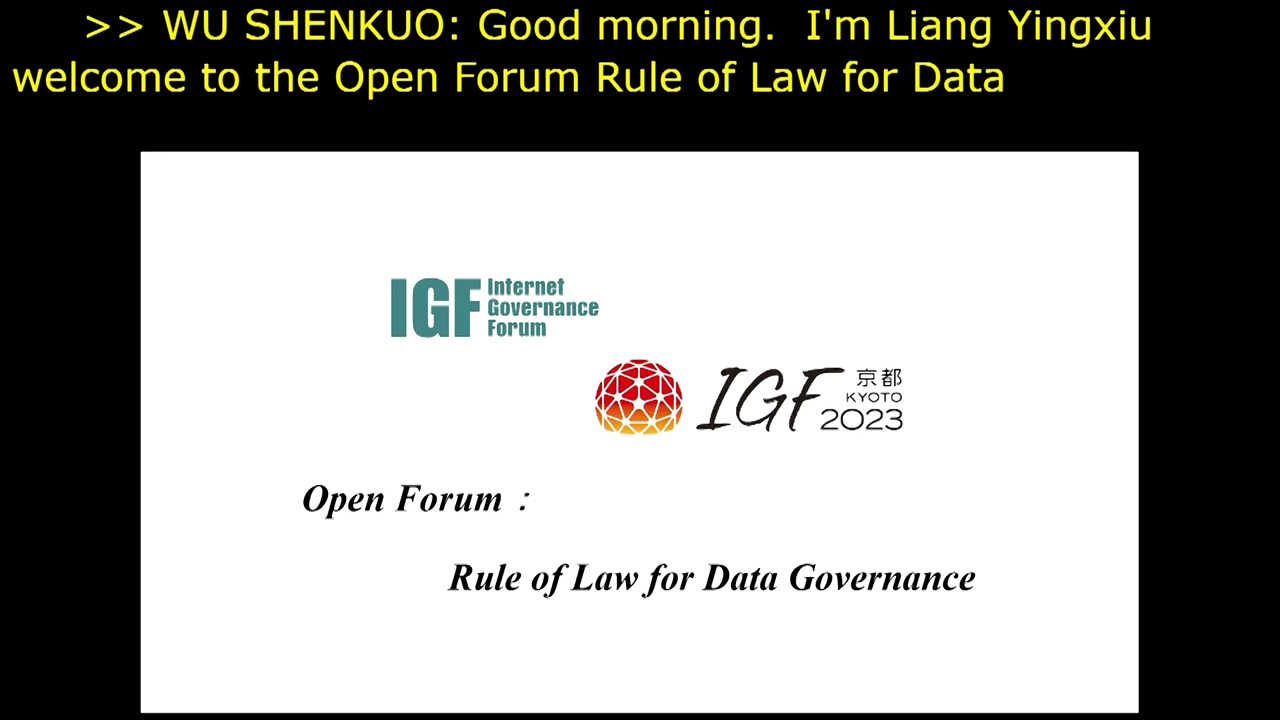 >> WU SHENKUO: Good morning.  I'm Liang Yingxiu
welcome to the Open Forum Rule of Law for Data
IGF Internet
Governance
Forum
IGF 京都
KYOTO
2023
Open Forum：
Rule of Law for Data Governance